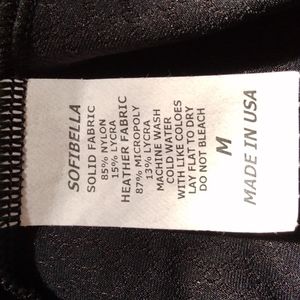 SOFIBELLA
SOLID FABRIC
85% NYLON
15% LYCRA
HEATHER FABRIC
87% MICROPOLY
13% LYCRA
MACHINE WASH
COLD WATER
WITH LIKE COLOES
LAY FLAT TO DRY
DO NOT BLEACH
M
MADE IN USA